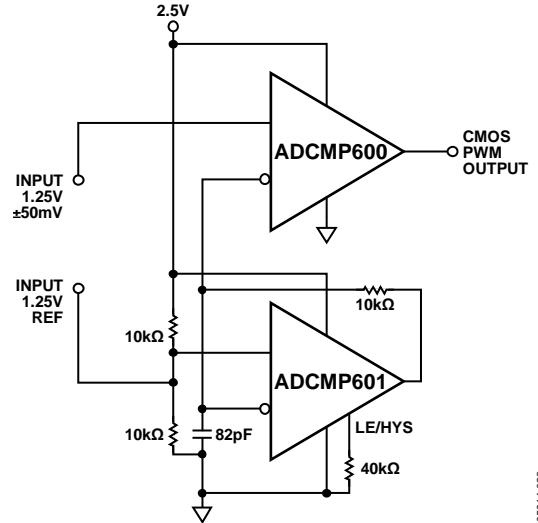 2.5V
ADCMP600
CMOS
PWM
OUTPUT
INPUT
1.25V
±50mV
INPUT
1.25V
REF
10kΩ
10kΩ
ADCMP601
10kΩ
82pF
LE/HYS
40kΩ